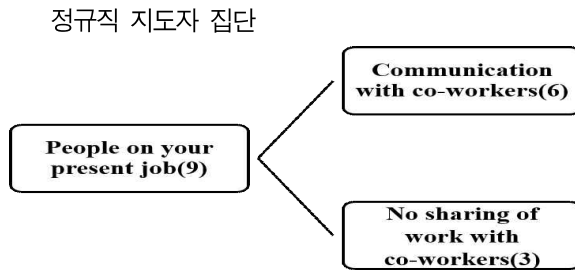 정규직 지도자 집단
Communication
with co-workers(6)
People on your
present job(9)
No sharing of
work with
co-workers(3)